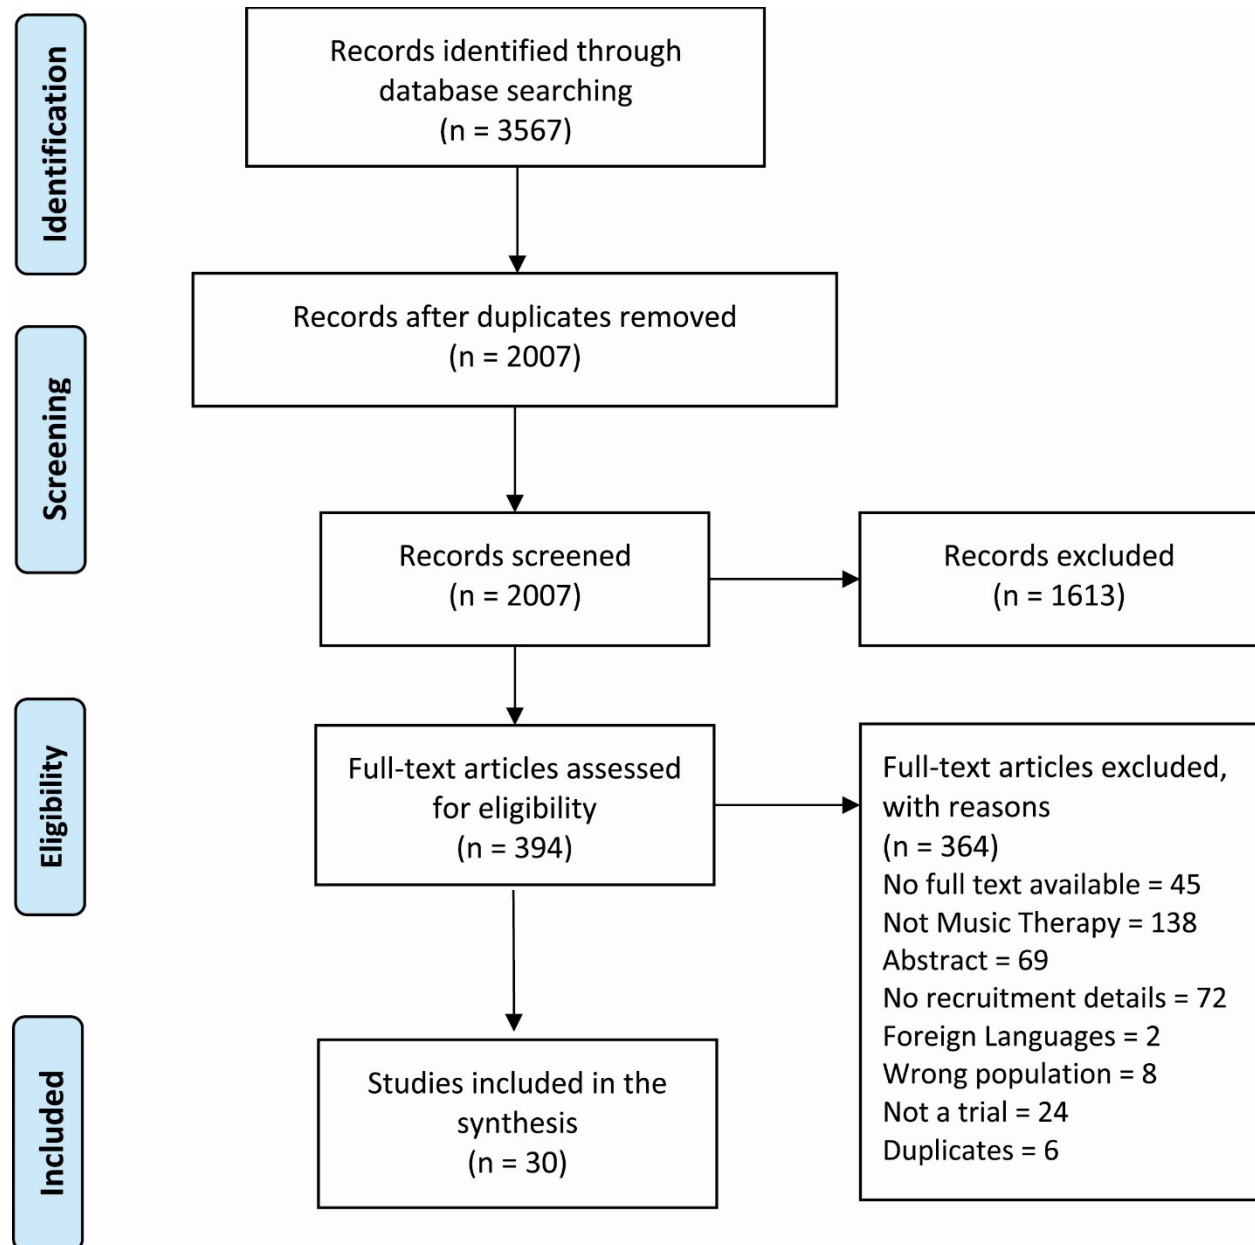 Identification
Records identified through
database searching
(n = 3567)
Records after duplicates removed
(n = 2007)
Screening
Records screened
(n = 2007)
Records excluded
(n = 1613)
Eligibility
Full-text articles assessed
for eligibility
(n = 394)
Full-text articles excluded,
with reasons
(n = 364)
No full text available = 45
Not Music Therapy = 138
Abstract = 69
No recruitment details = 72
Foreign Languages = 2
Wrong population = 8
Not a trial = 24
Duplicates = 6
Included
Studies included in the
synthesis
(n = 30)